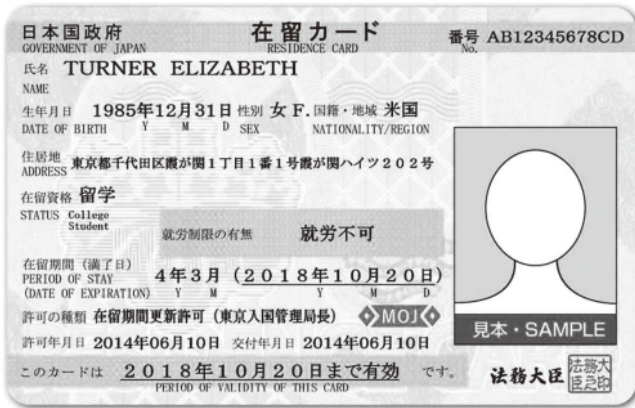 日本国政府 在留カード 番号 AB12345678CD
GOVERNMENT OF JAPAN RESIDENCE CARD No.
氏名 TURNER ELIZABETH
NAME
生年月日 1985年12月31日 性別 女 F. 国籍・地域 米国
DATE OF BIRTH Y M D SEX NATIONALITY/REGION
住居地 東京都千代田区霞が関1丁目1番1号霞が関ハイツ202号
ADDRESS
在留資格 留学
STATUS College Student
就労制限の有無 就労不可
在留期間(満了日) 4年3月(2018年10月20日)
PERIOD OF STAY
(DATE OF EXPIRATION) Y M Y M D
許可の種類 在留期間更新許可(東京入国管理局長) MOJ
見本・SAMPLE
許可年月日 2014年06月10日 交付年月日 2014年06月10日
このカードは 2018年10月20日まで有効 です。
PERIOD OF VALIDITY OF THIS CARD
法務大臣 法務大臣之印